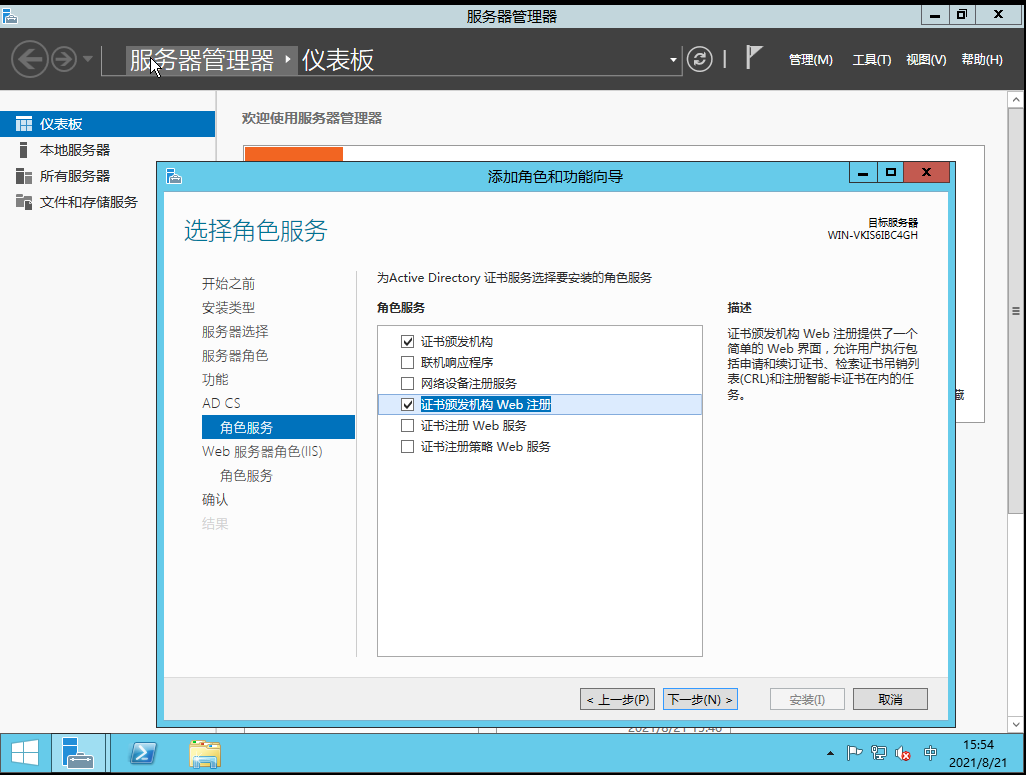 服务器管理器
服务器管理器 ‣ 仪表板
管理(M) 工具(T) 视图(V) 帮助(H)
仪表板
本地服务器
所有服务器
文件和存储服务
欢迎使用服务器管理器
添加角色和功能向导
选择角色服务
目标服务器
WIN-VKIS6IBC4GH
开始之前
安装类型
服务器选择
服务器角色
功能
AD CS
角色服务
Web 服务器角色(IIS)
角色服务
确认
结果
为Active Directory 证书服务选择要安装的角色服务
角色服务
证书颁发机构
联机响应程序
网络设备注册服务
证书颁发机构 Web 注册
证书注册 Web 服务
证书注册策略 Web 服务
描述
证书颁发机构 Web 注册提供了一个
简单的 Web 界面，允许用户执行包
括申请和续订证书、检索证书吊销列
表(CRL)和注册智能卡证书在内的任
务。
< 上一步(P) 下一步(N) > 安装(I) 取消
中
15:54
2021/8/21